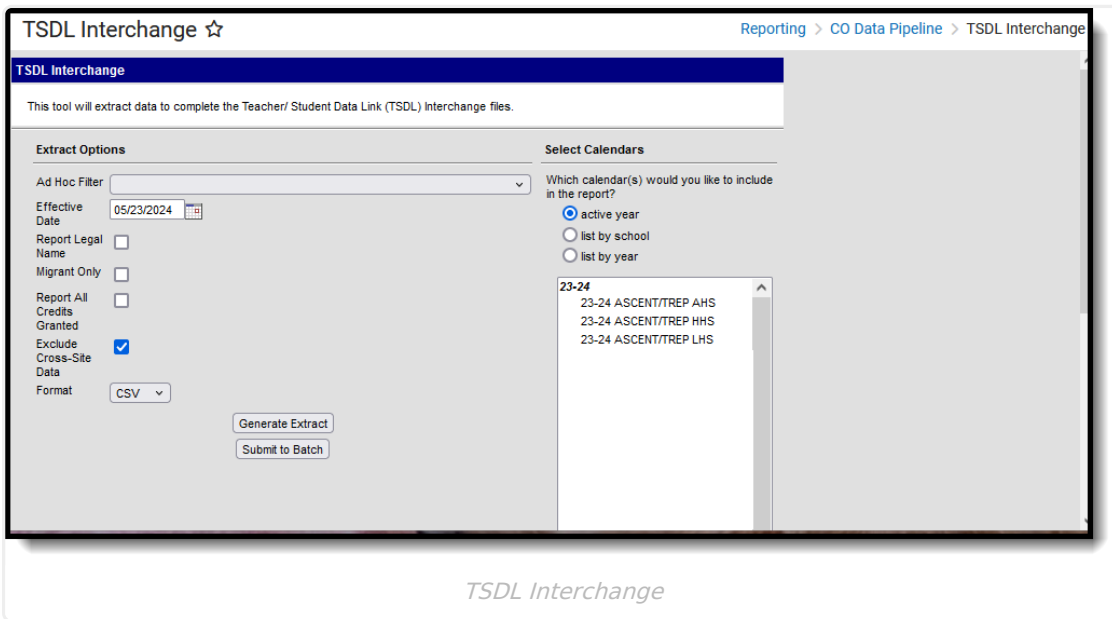 TSDL Interchange ☆
Reporting > CO Data Pipeline > TSDL Interchange
TSDL Interchange
This tool will extract data to complete the Teacher/ Student Data Link (TSDL) Interchange files.
Extract Options
Ad Hoc Filter
Effective
Date
05/23/2024
Report Legal
Name
Migrant Only
Report All
Credits
Granted
Exclude
Cross-Site
Data
Format
CSV
Generate Extract
Submit to Batch
Select Calendars
Which calendar(s) would you like to include
in the report?
active year
list by school
list by year
23-24
23-24 ASCENT/TREP AHS
23-24 ASCENT/TREP HHS
23-24 ASCENT/TREP LHS
TSDL Interchange